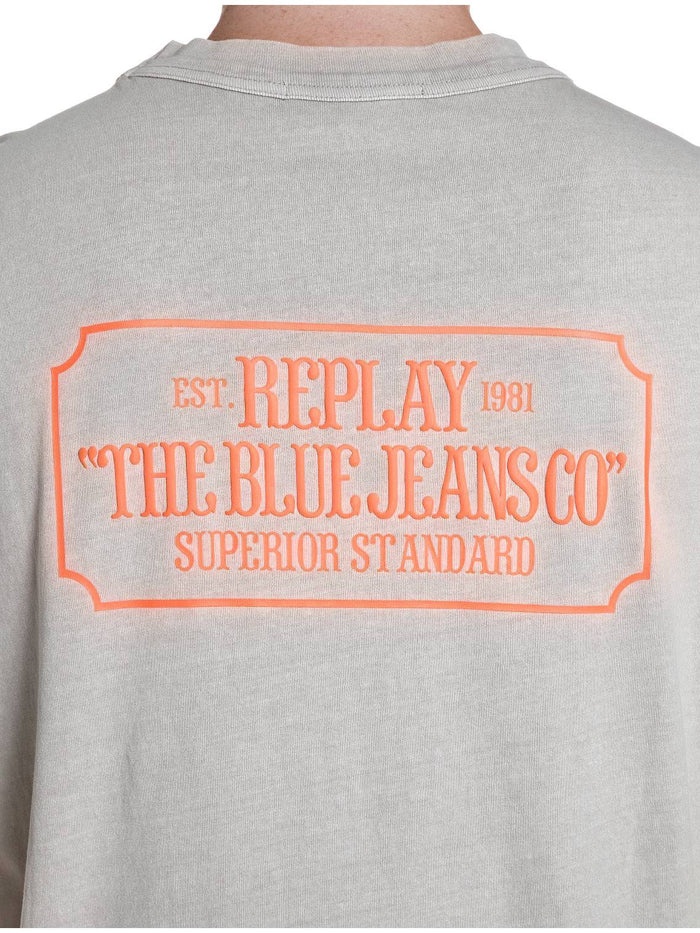 EST. REPLAY 1981
"THE BLUE JEANS CO"
SUPERIOR STANDARD